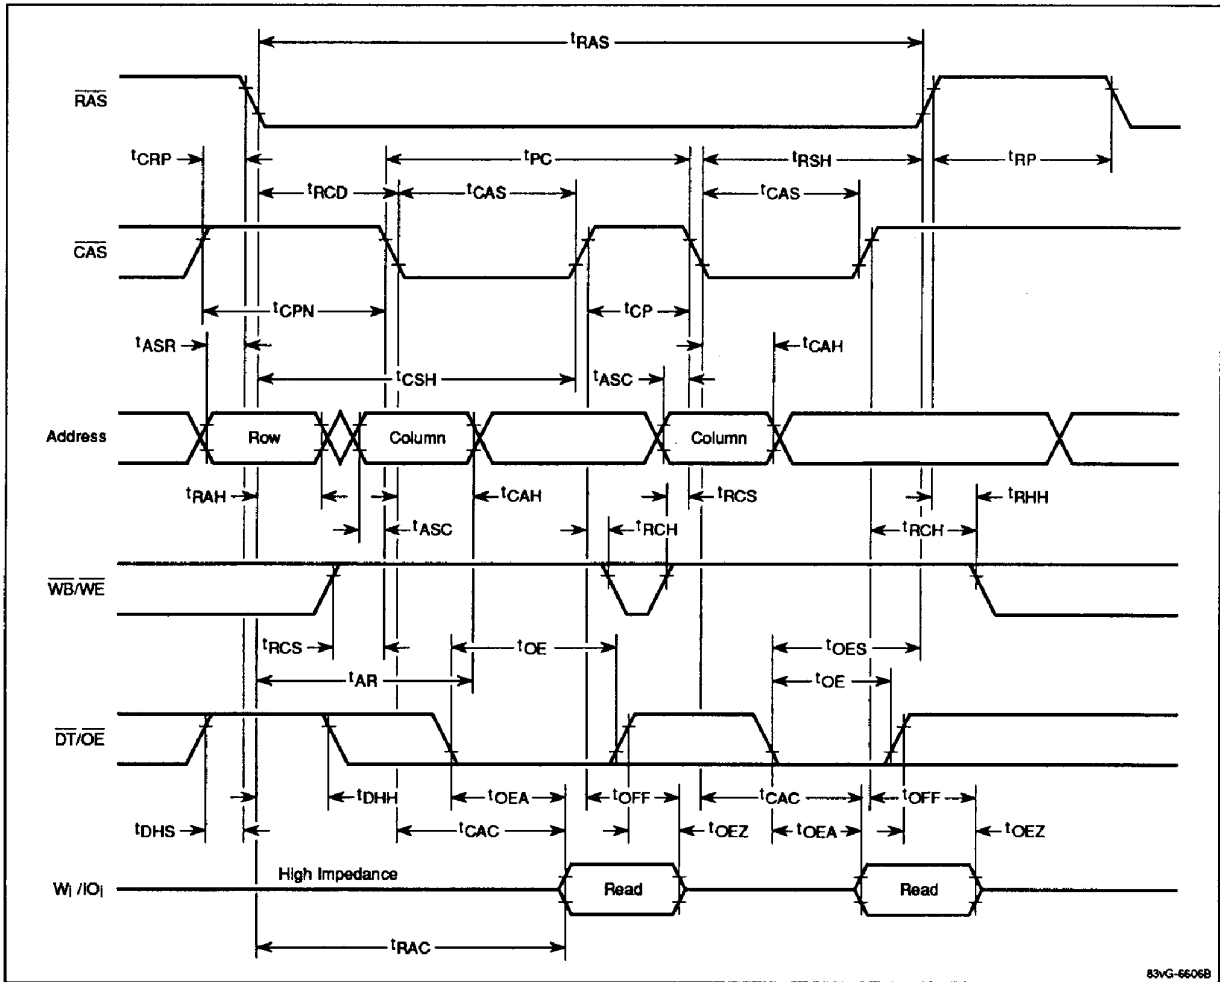 tRAS
RAS
tCRP
tPC
tRSH
tRP
tRCD
tCAS
tCAS
CAS
tCPN
tCP
tASR
tCAH
tCSH
tASC
Address
Row
Column
Column
tRAH
tCAH
tRCS
tRHH
tASC
tRCH
tRCH
WB/WE
tRCS
tOE
tOES
tAR
tOE
DT/OE
tDHH
tOEA
tOFF
tCAC
tOFF
tDHS
tCAC
tOEZ
tOEA
tOEZ
High Impedance
Wi /IOi
Read
Read
tRAC
83vG-6606B